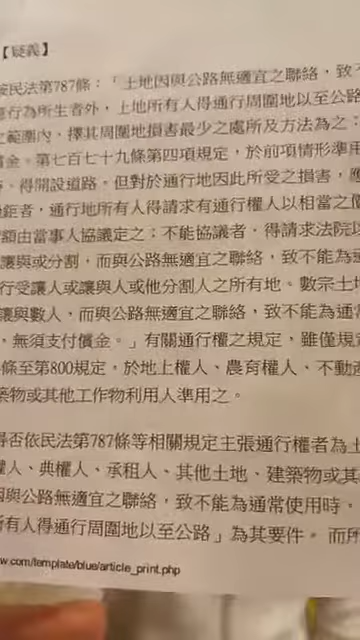 【疑義】
民法第787條：「土地因與公路無適宜之聯絡，致不
行為所生者外，土地所有人得通行周圍地以至公路
範圍內，擇其周圍地損害最少之處所及方法為之；
償金。第七百七十九條第四項規定，於前項情形準用
，得開設道路。但對於通行地因此所受之損害，應
鉅者，通行地所有人得請求有通行權人以相當之價
額由當事人協議定之；不能協議者，得請求法院以
讓與或分割，而與公路無適宜之聯絡，致不能為通
行受讓人或讓與人或他分割人之所有地。數宗土地
讓與數人，而與公路無適宜之聯絡，致不能為通常
，無須支付償金。」有關通行權之規定，雖僅規
條至第800規定，於地上權人、農育權人、不動產
築物或其他工作物利用人準用之。
得否依民法第787條等相關規定主張通行權者為土
權人、典權人、承租人、其他土地、建築物或其
因與公路無適宜之聯絡，致不能為通常使用時，
所有人得通行周圍地以至公路」為其要件。而所
w.com/template/blue/article_print.php